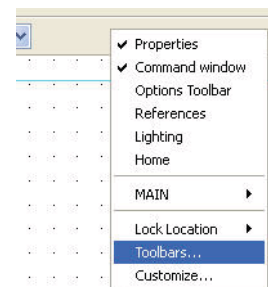 Properties
Command window
Options Toolbar
References
Lighting
Home
MAIN
Lock Location
Toolbars...
Customize...